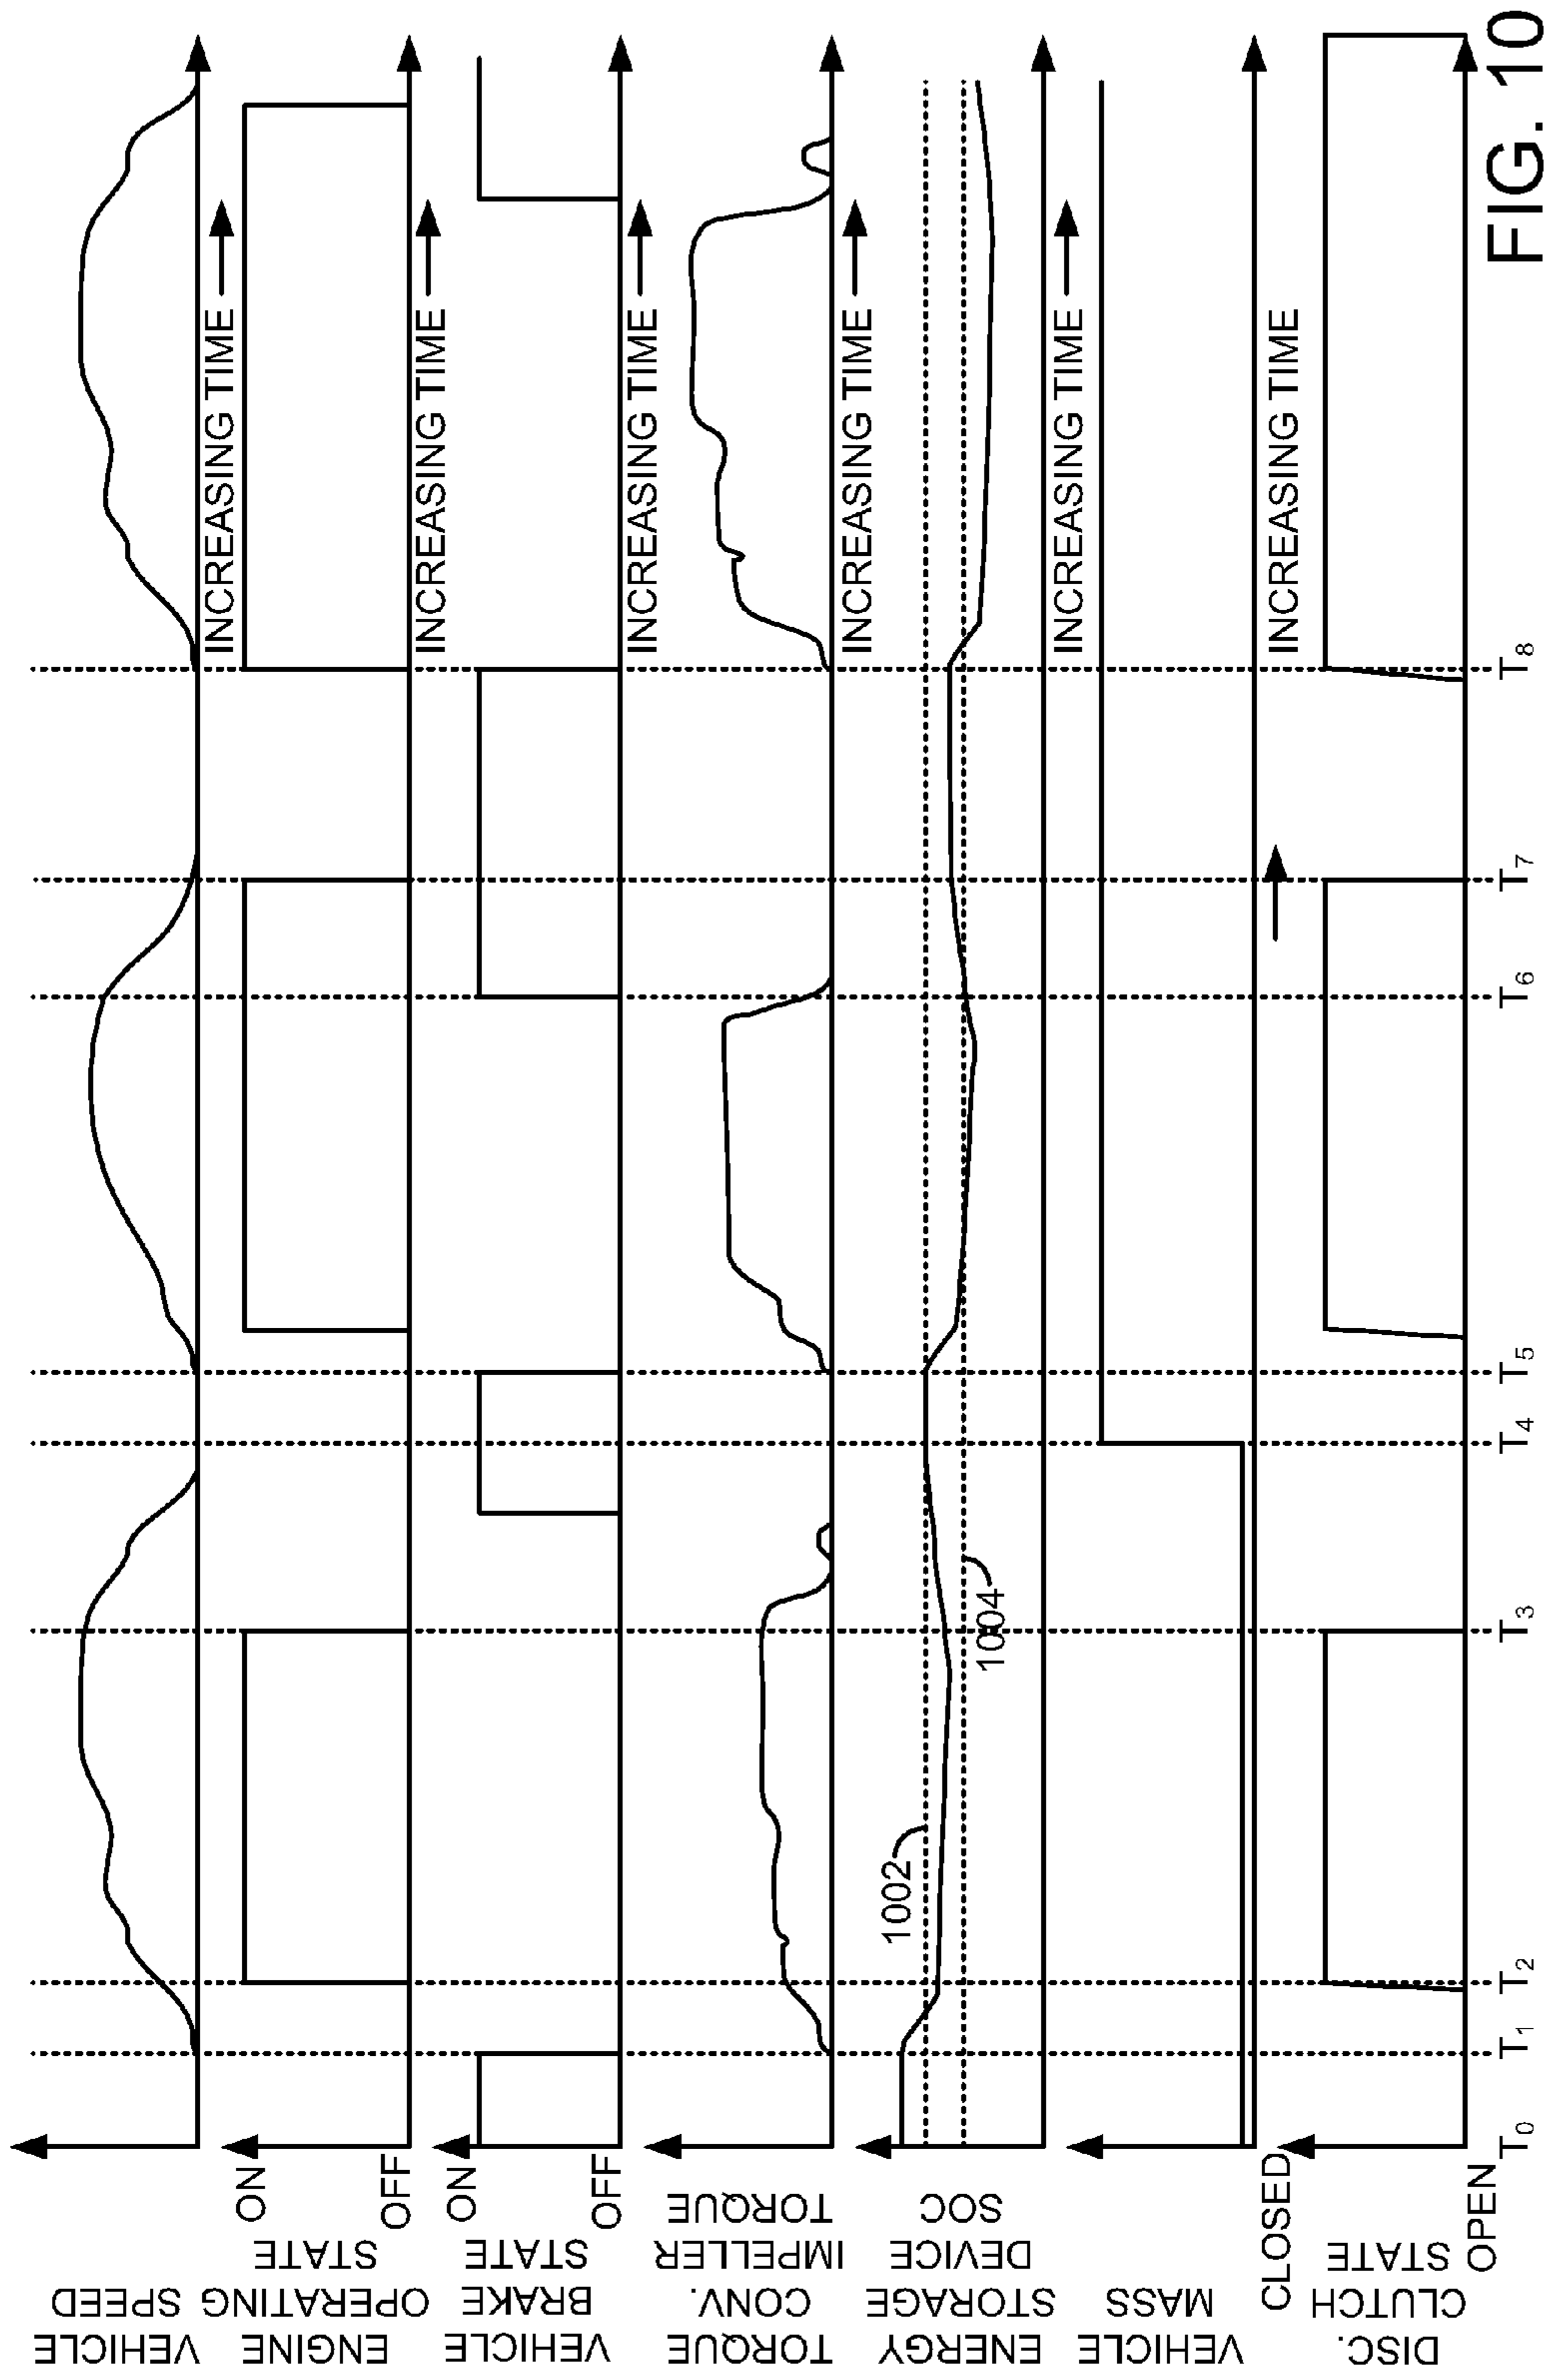 VEHICLE
SPEED
INCREASING TIME
ENGINE
OPERATING
STATE
ON
OFF
INCREASING TIME
VEHICLE
BRAKE
STATE
ON
OFF
INCREASING TIME
TORQUE
CONV.
IMPELLER
TORQUE
INCREASING TIME
ENERGY
STORAGE
DEVICE
SOC
1002
1004
INCREASING TIME
VEHICLE
MASS
INCREASING TIME
DISC.
CLUTCH
STATE
CLOSED
OPEN
T0 T1 T2 T3 T4 T5 T6 T7 T8
FIG. 10